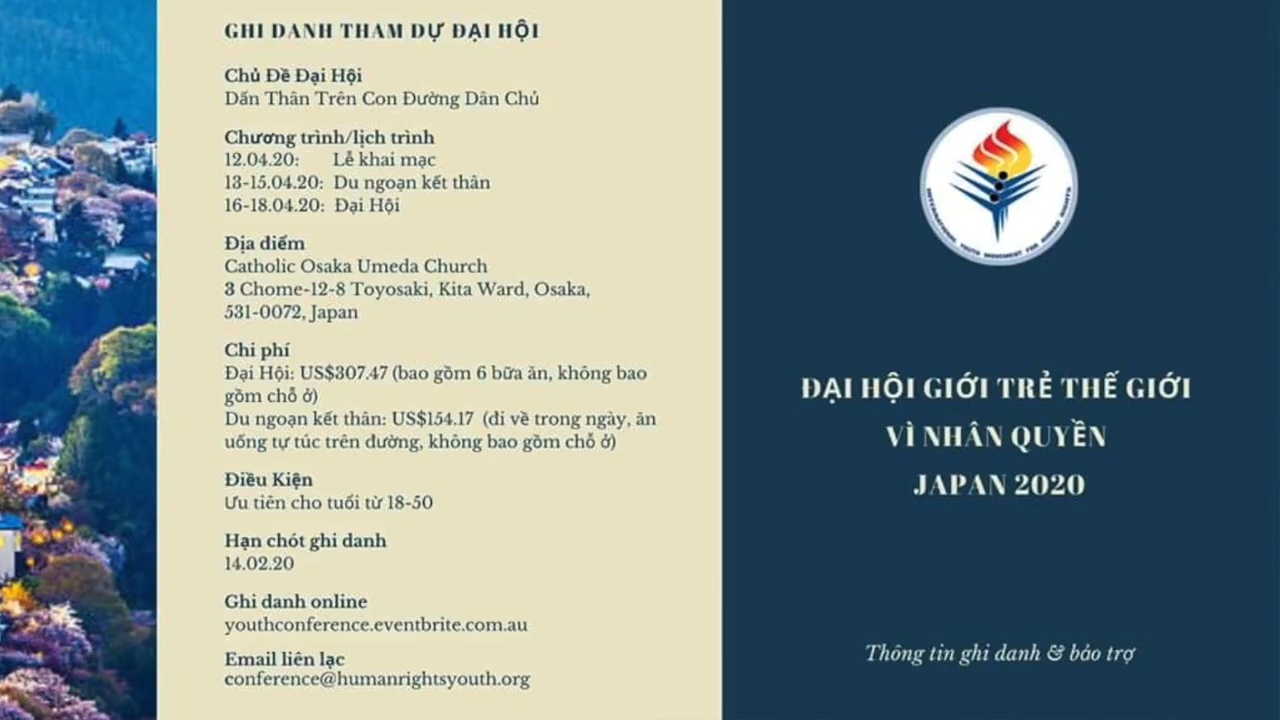 GHI DANH THAM DỰ ĐẠI HỘI
Chủ Đề Đại Hội
Dấn Thân Trên Con Đường Dân Chủ
Chương trình/lịch trình
12.04.20: Lễ khai mạc
13-15.04.20: Du ngoạn kết thân
16-18.04.20: Đại Hội
Địa điểm
Catholic Osaka Umeda Church
3 Chome-12-8 Toyosaki, Kita Ward, Osaka,
531-0072, Japan
Chi phí
Đại Hội: US$307.47 (bao gồm 6 bữa ăn, không bao
gồm chỗ ở)
Du ngoạn kết thân: US$154.17 (đi về trong ngày, ăn
uống tự túc trên đường, không bao gồm chỗ ở)
Điều Kiện
Ưu tiên cho tuổi từ 18-50
Hạn chót ghi danh
14.02.20
Ghi danh online
youthconference.eventbrite.com.au
Email liên lạc
conference@humanrightsyouth.org
INTERNATIONAL YOUTH MOVEMENT FOR HUMAN RIGHTS
ĐẠI HỘI GIỚI TRẺ THẾ GIỚI
VÌ NHÂN QUYỀN
JAPAN 2020
Thông tin ghi danh & bảo trợ